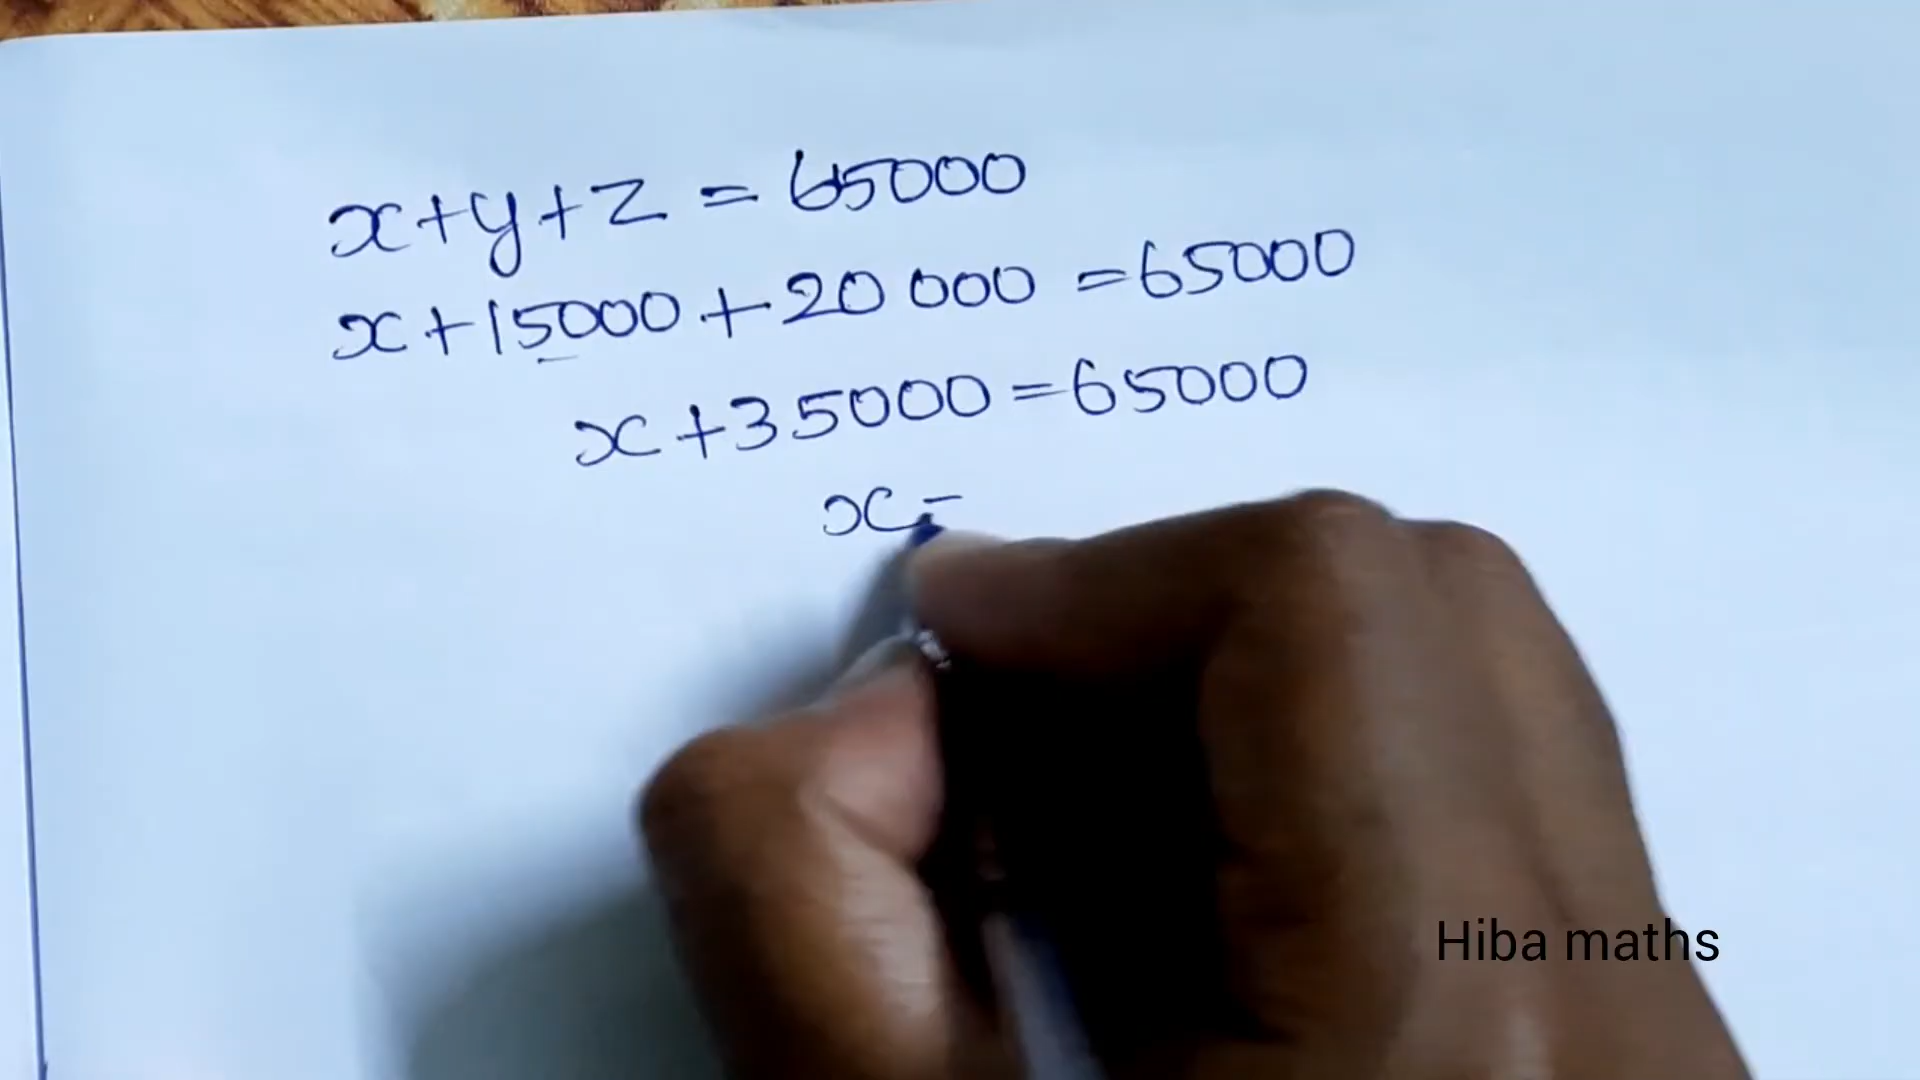 x+y+z = 65000
x+15000+20000 = 65000
x+35000=65000
x=
Hiba maths